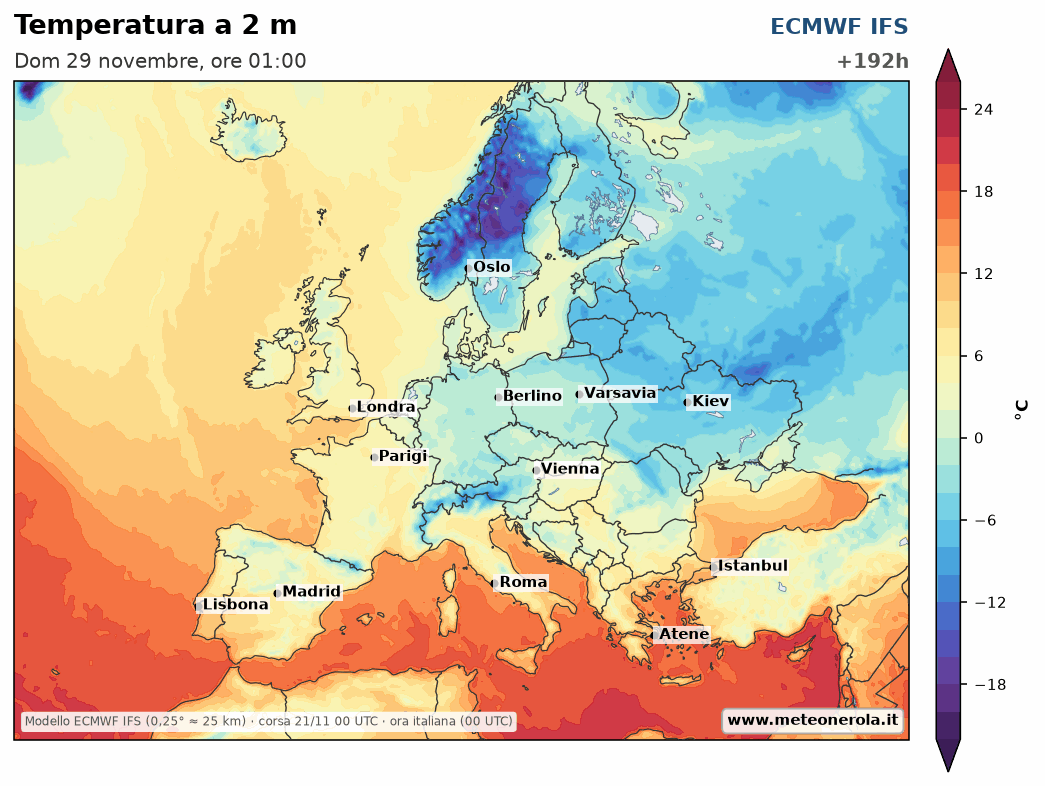 Temperatura a 2 m
ECMWF IFS
Dom 29 novembre, ore 01:00
+192h
24
18
12
6
0
−6
−12
−18
°C
Oslo
Londra
Berlino
Varsavia
Kiev
Parigi
Vienna
Istanbul
Madrid
Roma
Lisbona
Atene
Modello ECMWF IFS (0,25° ≈ 25 km) · corsa 21/11 00 UTC · ora italiana (00 UTC)
www.meteonerola.it